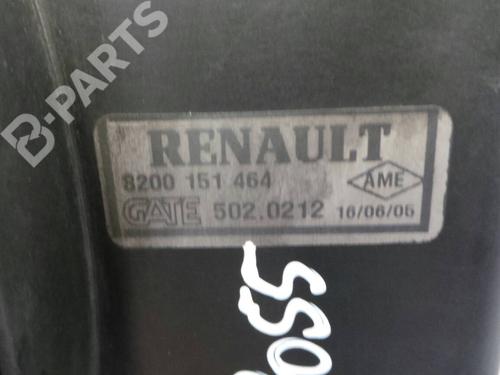 B-PARTS
RENAULT
8200 151 464
AME
GATE 502.0212 16/06/05